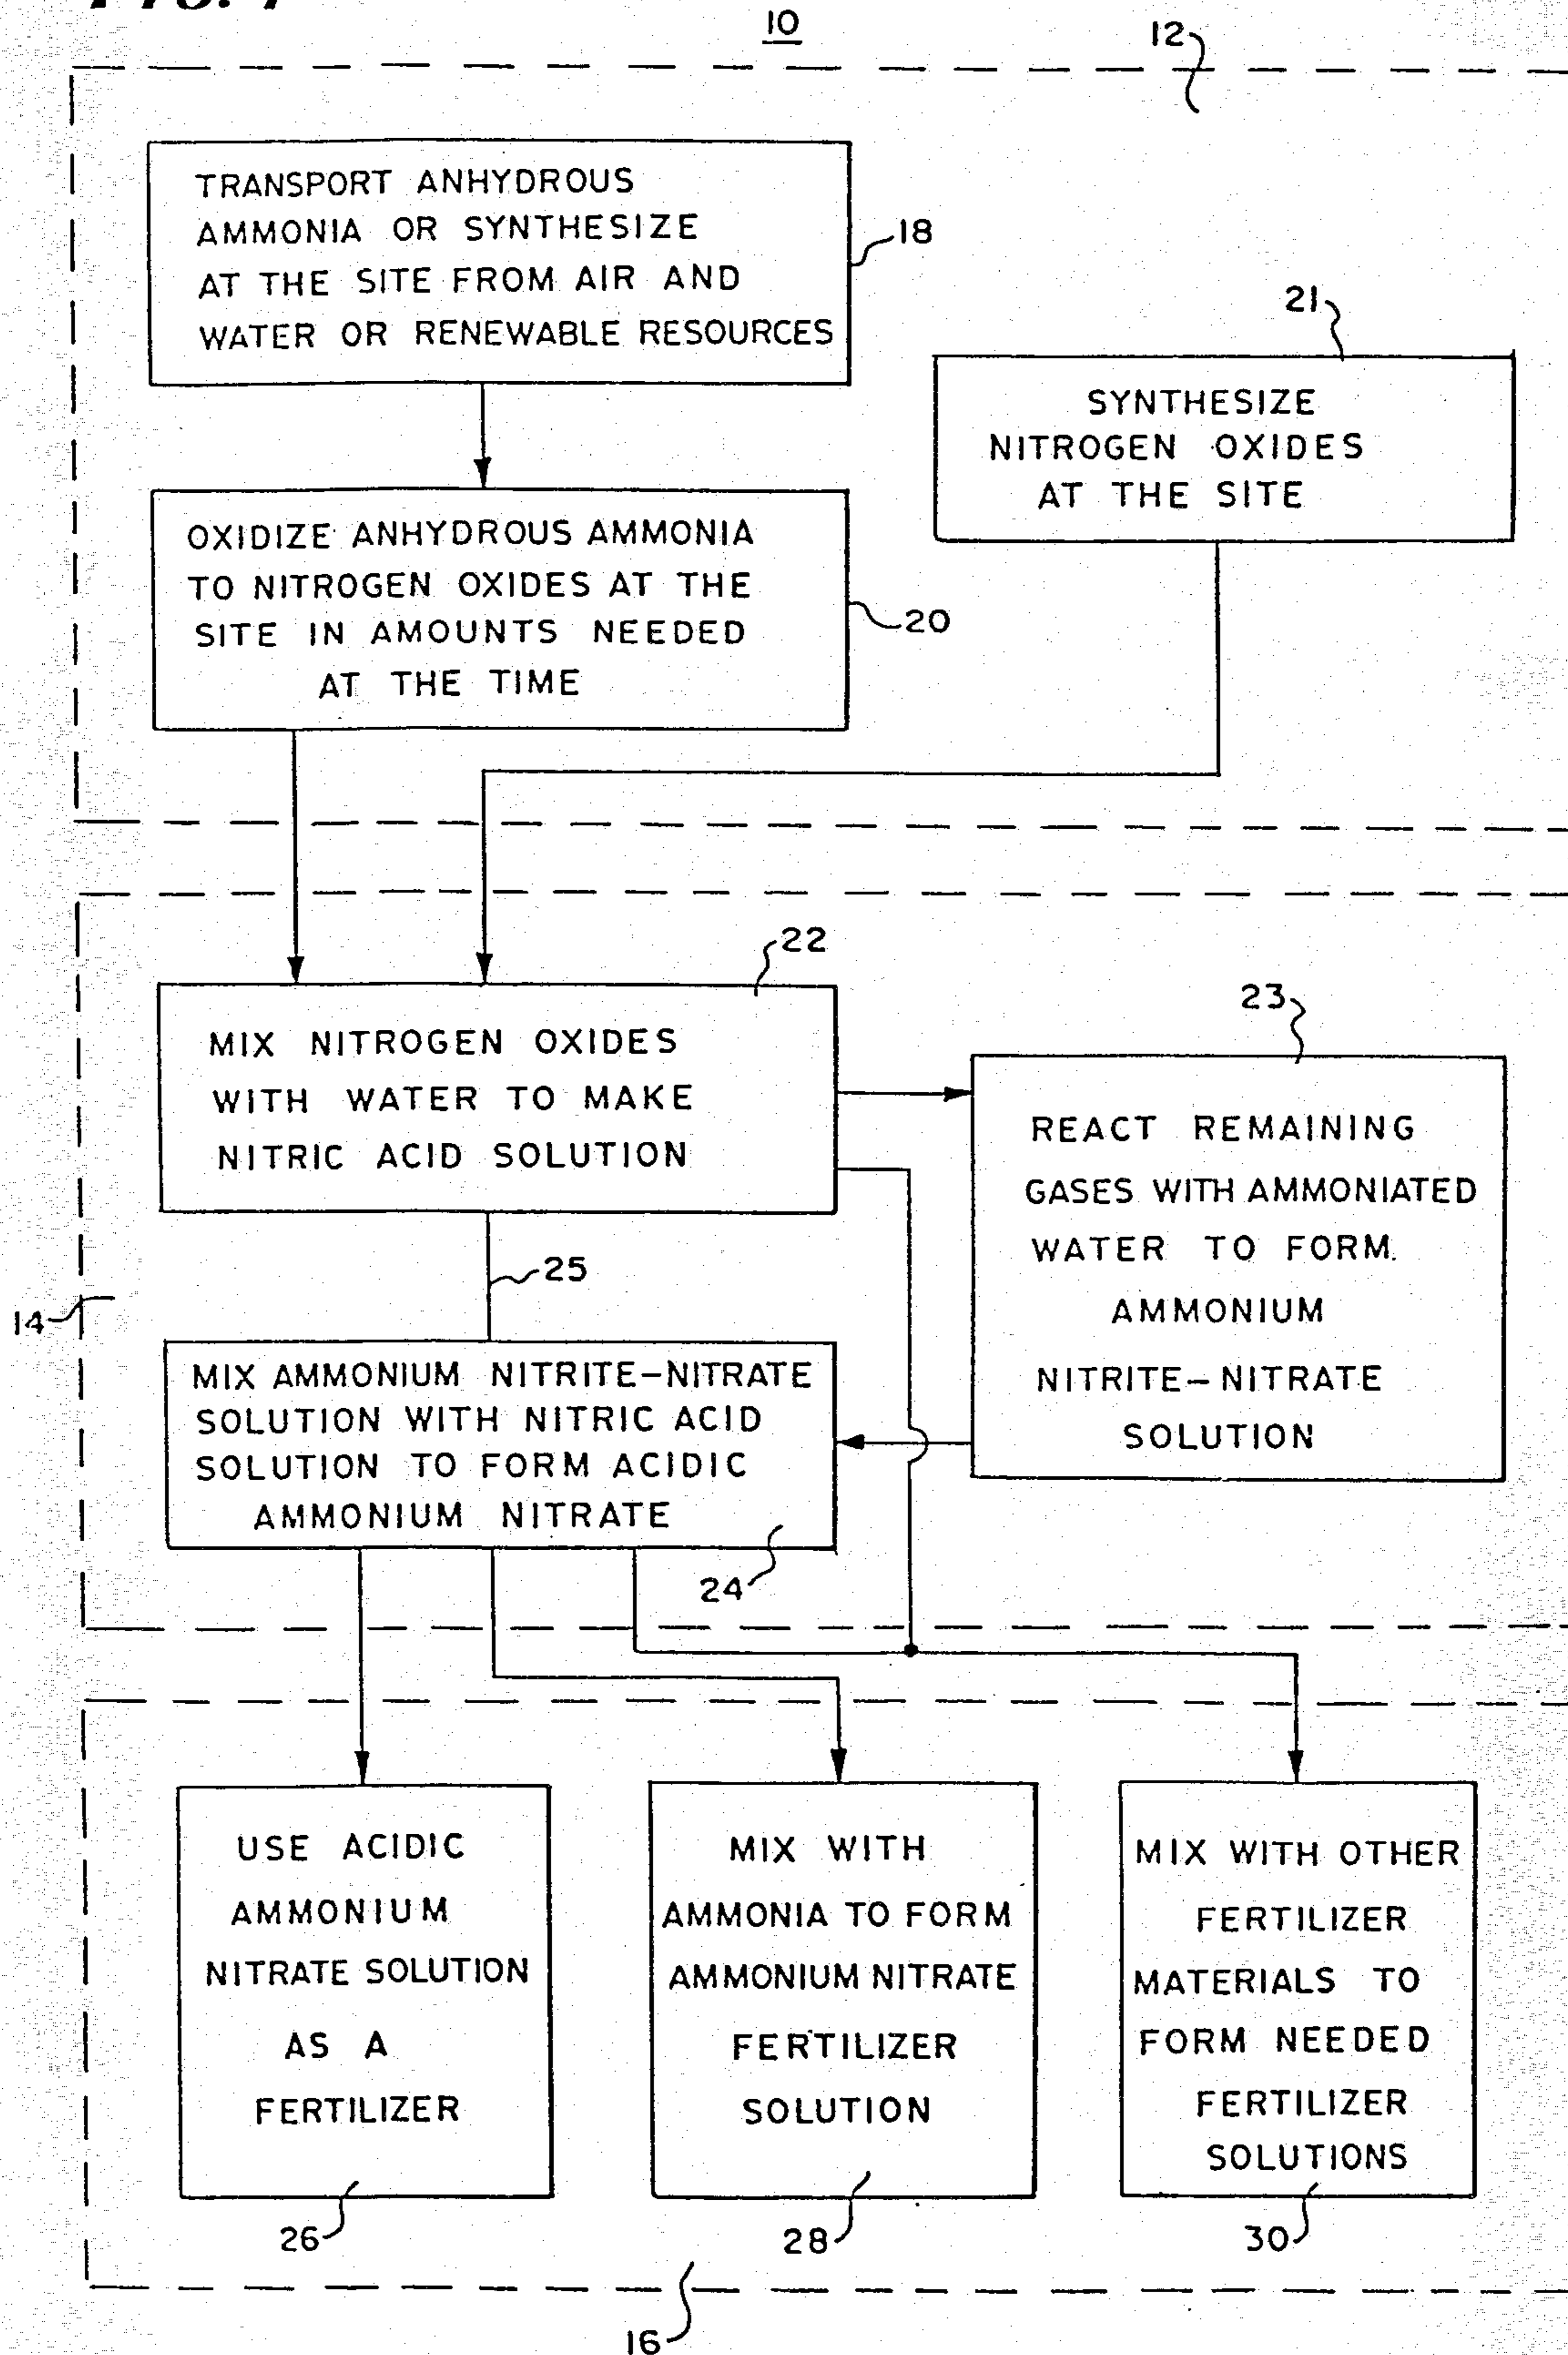 10
12
TRANSPORT ANHYDROUS
AMMONIA OR SYNTHESIZE
AT THE SITE FROM AIR AND
WATER OR RENEWABLE RESOURCES
18
21
SYNTHESIZE
NITROGEN OXIDES
AT THE SITE
OXIDIZE ANHYDROUS AMMONIA
TO NITROGEN OXIDES AT THE
SITE IN AMOUNTS NEEDED
AT THE TIME
20
22
MIX NITROGEN OXIDES
WITH WATER TO MAKE
NITRIC ACID SOLUTION
23
REACT REMAINING
GASES WITH AMMONIATED
WATER TO FORM
AMMONIUM
NITRITE-NITRATE
SOLUTION
25
14
MIX AMMONIUM NITRITE-NITRATE
SOLUTION WITH NITRIC ACID
SOLUTION TO FORM ACIDIC
AMMONIUM NITRATE
24
USE ACIDIC
AMMONIUM
NITRATE SOLUTION
AS A
FERTILIZER
26
MIX WITH
AMMONIA TO FORM
AMMONIUM NITRATE
FERTILIZER
SOLUTION
28
MIX WITH OTHER
FERTILIZER
MATERIALS TO
FORM NEEDED
FERTILIZER
SOLUTIONS
30
16